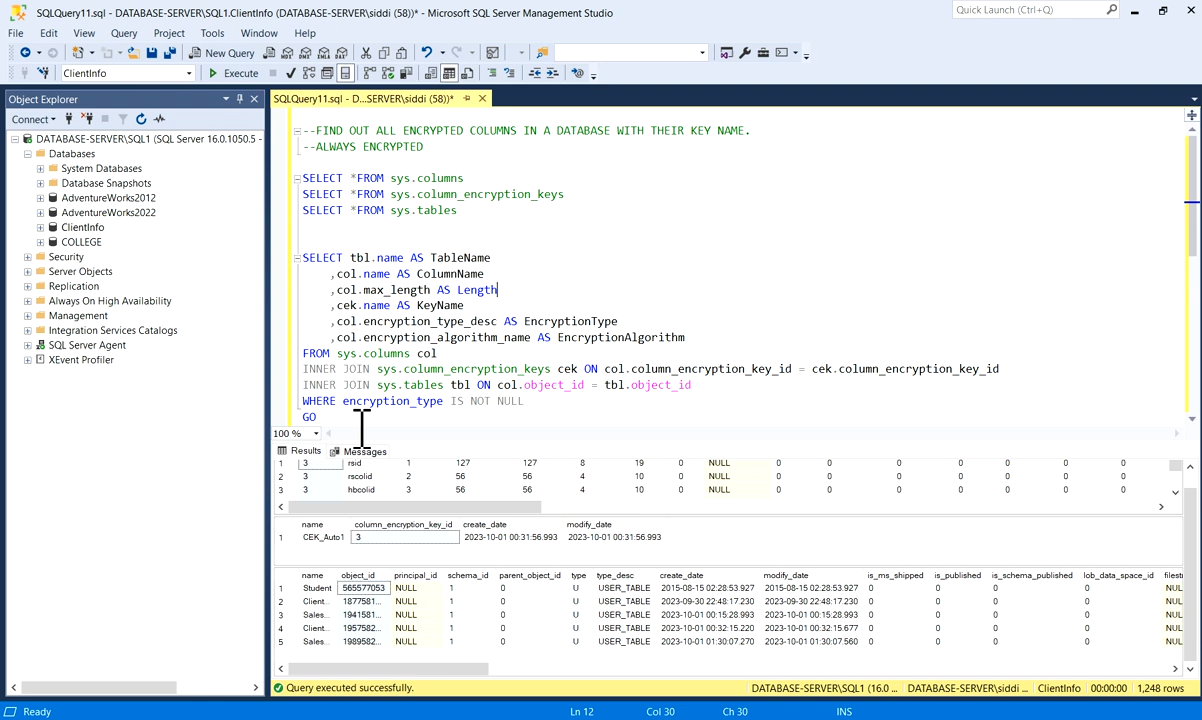 SQLQuery11.sql - DATABASE-SERVER\SQL1.ClientInfo (DATABASE-SERVER\siddi (58))* - Microsoft SQL Server Management Studio
Quick Launch (Ctrl+Q)
File Edit View Query Project Tools Window Help
New Query
MDX DMX XMLA DAX
ClientInfo
Execute
Object Explorer
Connect
DATABASE-SERVER\SQL1 (SQL Server 16.0.1050.5 -
Databases
System Databases
Database Snapshots
AdventureWorks2012
AdventureWorks2022
ClientInfo
COLLEGE
Security
Server Objects
Replication
Always On High Availability
Management
Integration Services Catalogs
SQL Server Agent
XEvent Profiler
SQLQuery11.sql - D...SERVER\siddi (58))*
--FIND OUT ALL ENCRYPTED COLUMNS IN A DATABASE WITH THEIR KEY NAME.
--ALWAYS ENCRYPTED
SELECT *FROM sys.columns
SELECT *FROM sys.column_encryption_keys
SELECT *FROM sys.tables
SELECT tbl.name AS TableName
,col.name AS ColumnName
,col.max_length AS Length
,cek.name AS KeyName
,col.encryption_type_desc AS EncryptionType
,col.encryption_algorithm_name AS EncryptionAlgorithm
FROM sys.columns col
INNER JOIN sys.column_encryption_keys cek ON col.column_encryption_key_id = cek.column_encryption_key_id
INNER JOIN sys.tables tbl ON col.object_id = tbl.object_id
WHERE encryption_type IS NOT NULL
GO
100 %
Results Messages
1 3 rsid 1 127 127 8 19 0 NULL 0 0 0 0 0
2 3 rscolid 2 56 56 4 10 0 NULL 0 0 0 0 0
3 3 hbcolid 3 56 56 4 10 0 NULL 0 0 0 0 0
name column_encryption_key_id create_date modify_date
1 CEK_Auto1 3 2023-10-01 00:31:56.993 2023-10-01 00:31:56.993
name object_id principal_id schema_id parent_object_id type type_desc create_date modify_date is_ms_shipped is_published is_schema_published lob_data_space_id filestr
1 Student 565577053 NULL 1 0 U USER_TABLE 2015-08-15 02:28:53.927 2015-08-15 02:28:53.927 0 0 0 0 NUL
2 Client... 1877581... NULL 1 0 U USER_TABLE 2023-09-30 22:48:17.230 2023-09-30 22:48:17.230 0 0 0 0 NUL
3 Sales... 1941581... NULL 1 0 U USER_TABLE 2023-10-01 00:15:28.993 2023-10-01 00:15:28.993 0 0 0 0 NUL
4 Client... 1957582... NULL 1 0 U USER_TABLE 2023-10-01 00:32:15.220 2023-10-01 00:32:15.677 0 0 0 0 NUL
5 Sales... 1989582... NULL 1 0 U USER_TABLE 2023-10-01 01:30:07.270 2023-10-01 01:30:07.560 0 0 0 0 NUL
Query executed successfully.
DATABASE-SERVER\SQL1 (16.0 ... DATABASE-SERVER\siddi ... ClientInfo 00:00:00 1,248 rows
Ready Ln 12 Col 30 Ch 30 INS